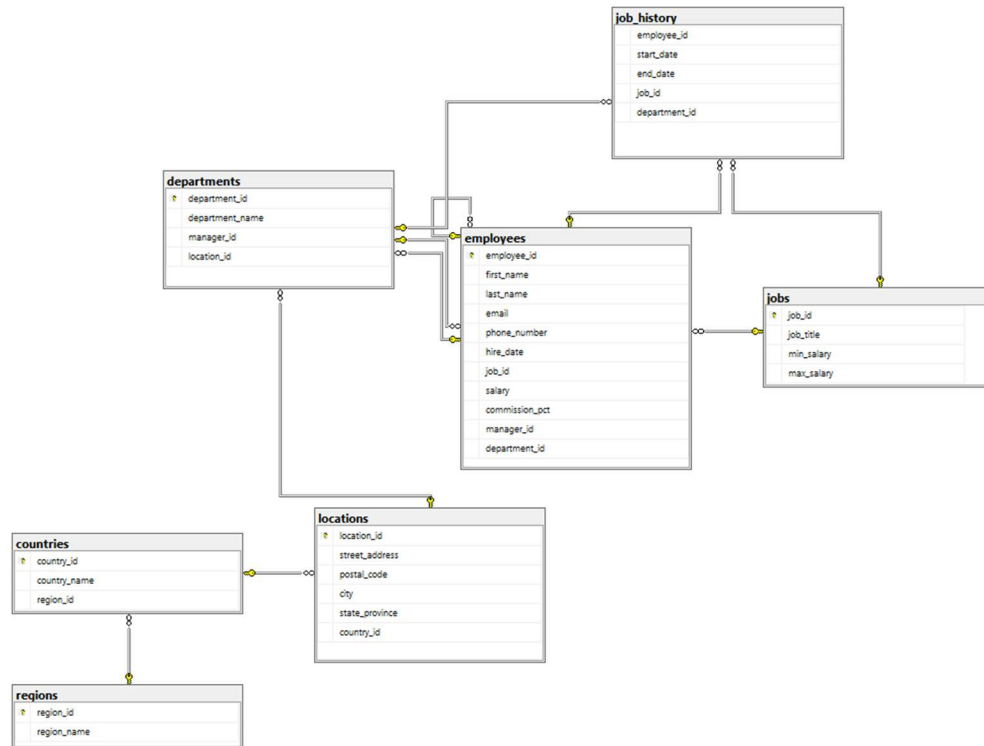 job_history
employee_id
start_date
end_date
job_id
department_id
departments
department_id
department_name
manager_id
location_id
employees
employee_id
first_name
last_name
email
phone_number
hire_date
job_id
salary
commission_pct
manager_id
department_id
jobs
job_id
job_title
min_salary
max_salary
locations
location_id
street_address
postal_code
city
state_province
country_id
countries
country_id
country_name
region_id
regions
region_id
region_name